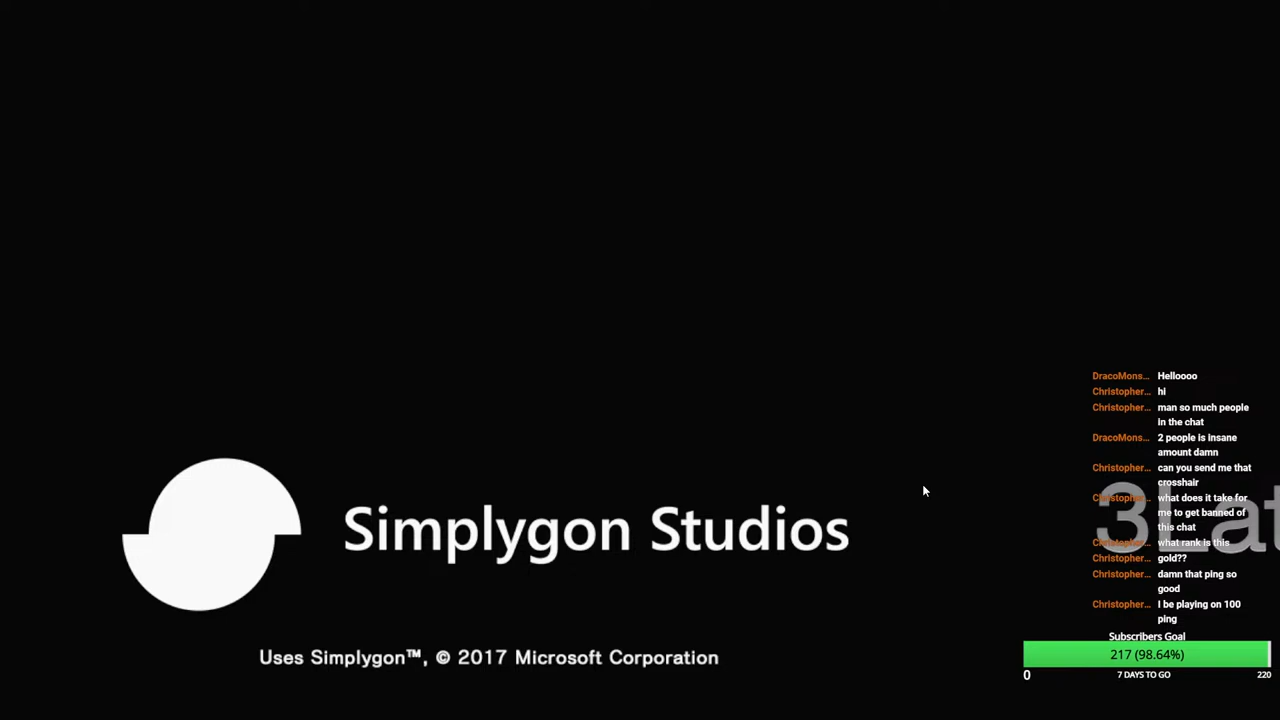 DracoMons... Helloooo
Christopher... hi
Christopher... man so much people
in the chat
DracoMons... 2 people is insane
amount damn
Christopher... can you send me that
crosshair
Christopher... what does it take for
me to get banned of
this chat
Christopher... what rank is this
Christopher... gold??
Christopher... damn that ping so
good
Christopher... I be playing on 100
ping
3Lat
Simplygon Studios
Uses Simplygon™, © 2017 Microsoft Corporation
Subscribers Goal
217 (98.64%)
0 7 DAYS TO GO 220